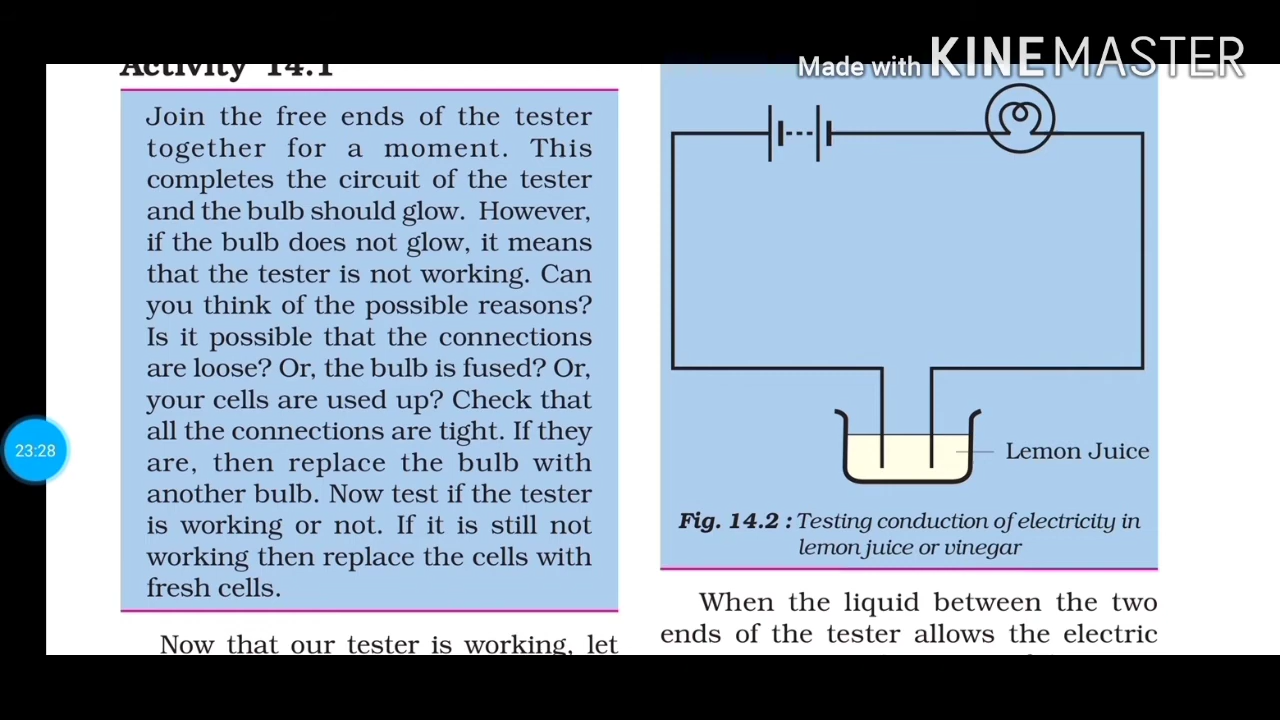 Made with KINEMASTER
Activity 14.1
Join the free ends of the tester
together for a moment. This
completes the circuit of the tester
and the bulb should glow. However,
if the bulb does not glow, it means
that the tester is not working. Can
you think of the possible reasons?
Is it possible that the connections
are loose? Or, the bulb is fused? Or,
your cells are used up? Check that
all the connections are tight. If they
are, then replace the bulb with
another bulb. Now test if the tester
is working or not. If it is still not
working then replace the cells with
fresh cells.
Now that our tester is working, let
23:28
Lemon Juice
Fig. 14.2 : Testing conduction of electricity in
lemon juice or vinegar
When the liquid between the two
ends of the tester allows the electric